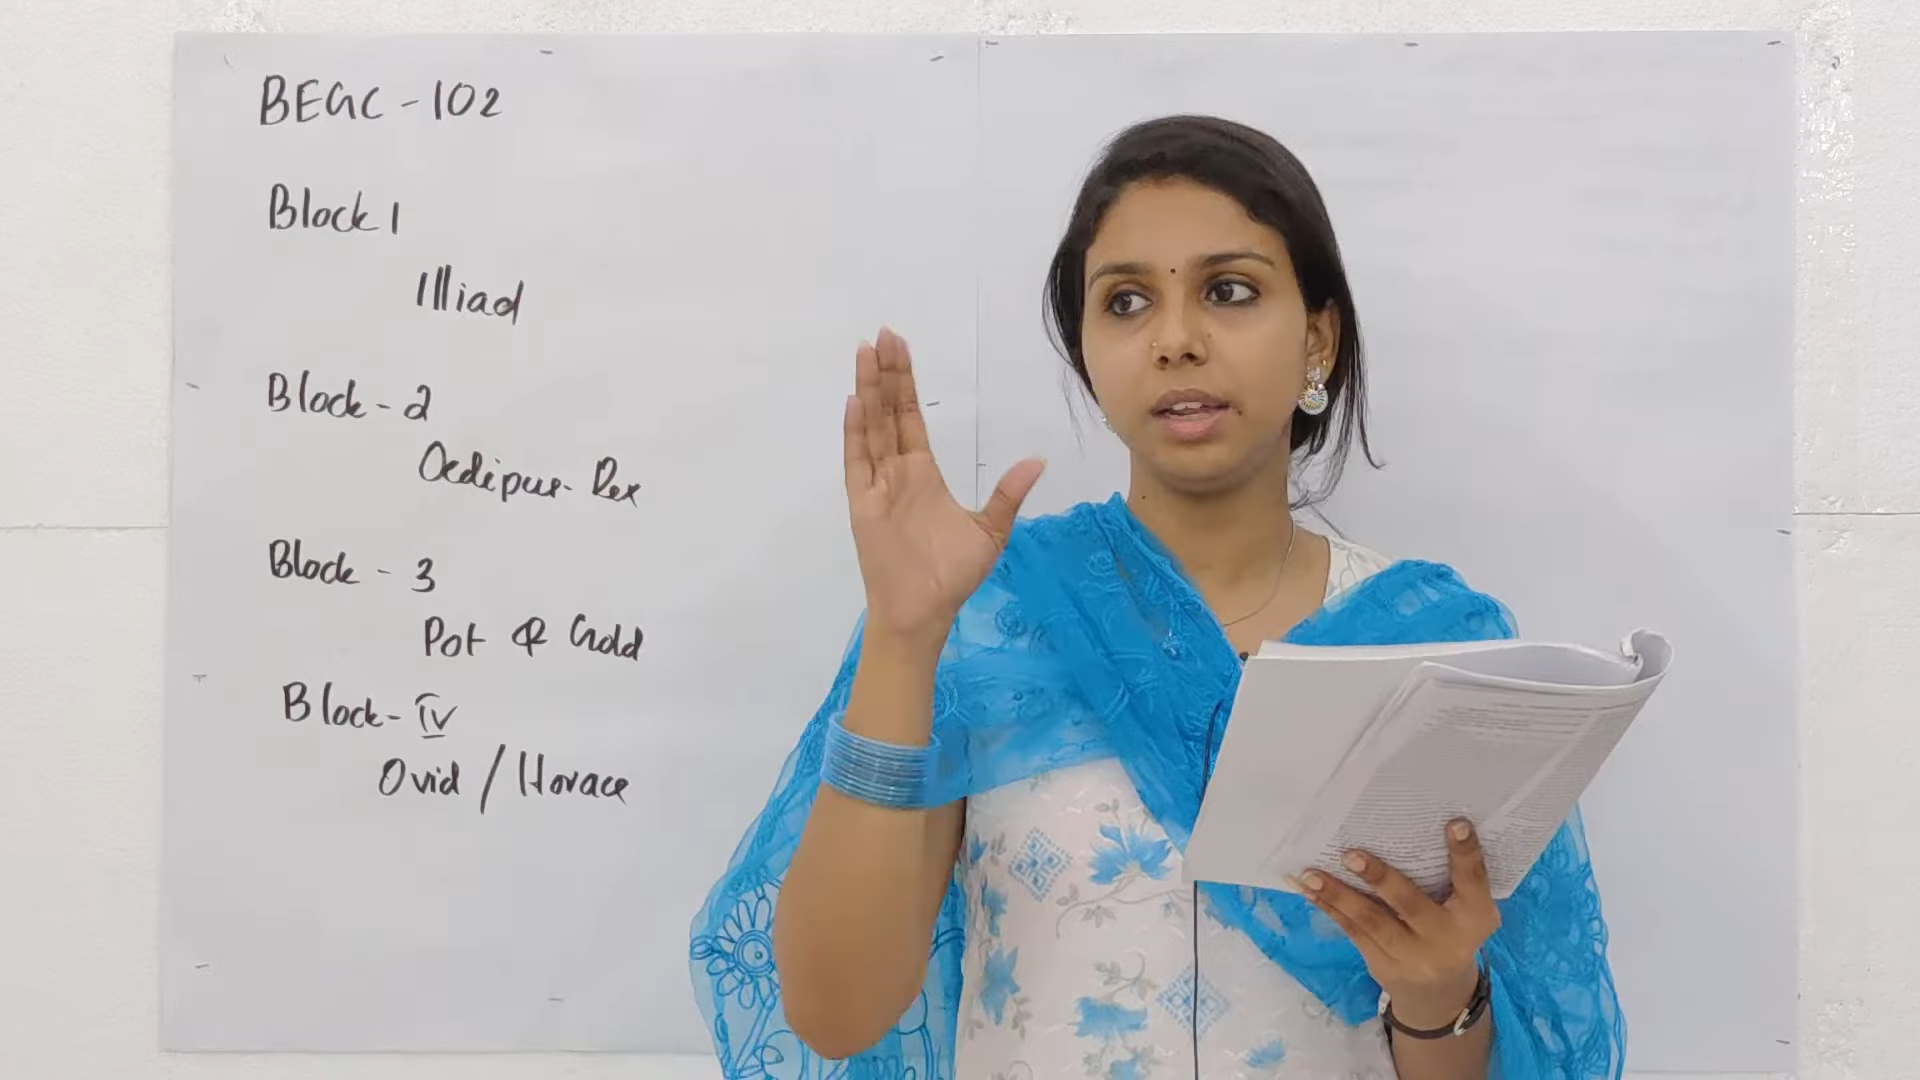 BEGC - 102
Block 1
Illiad
Block - 2
Oedipus - Rex
Block - 3
Pot of Gold
Block - IV
Ovid / Horace